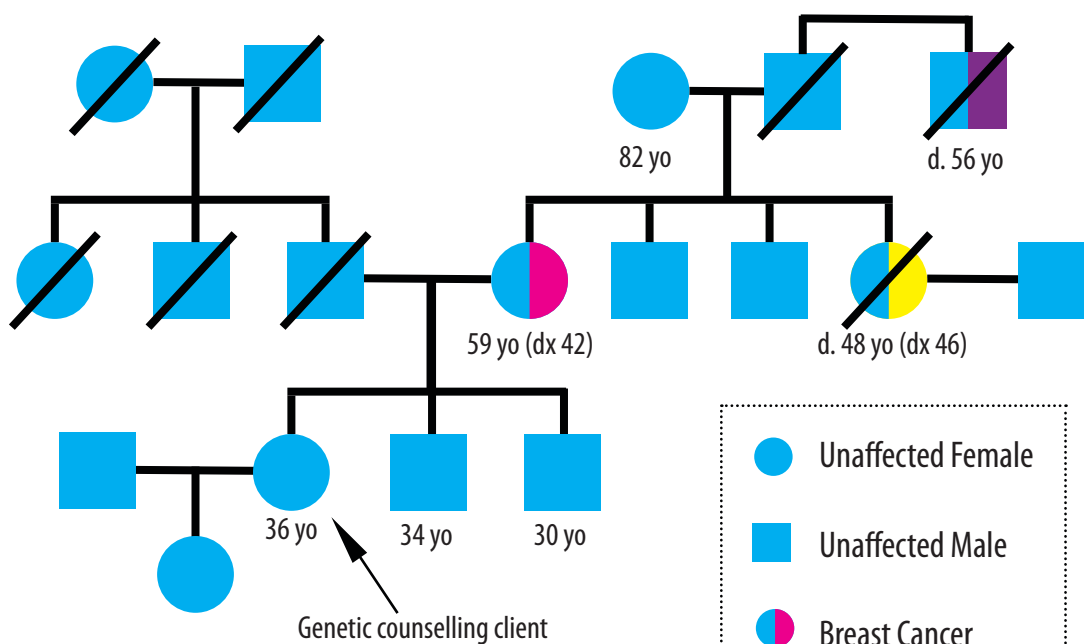 82 yo
d. 56 yo
59 yo (dx 42)
d. 48 yo (dx 46)
36 yo
34 yo
30 yo
Genetic counselling client
Unaffected Female
Unaffected Male
Breast Cancer